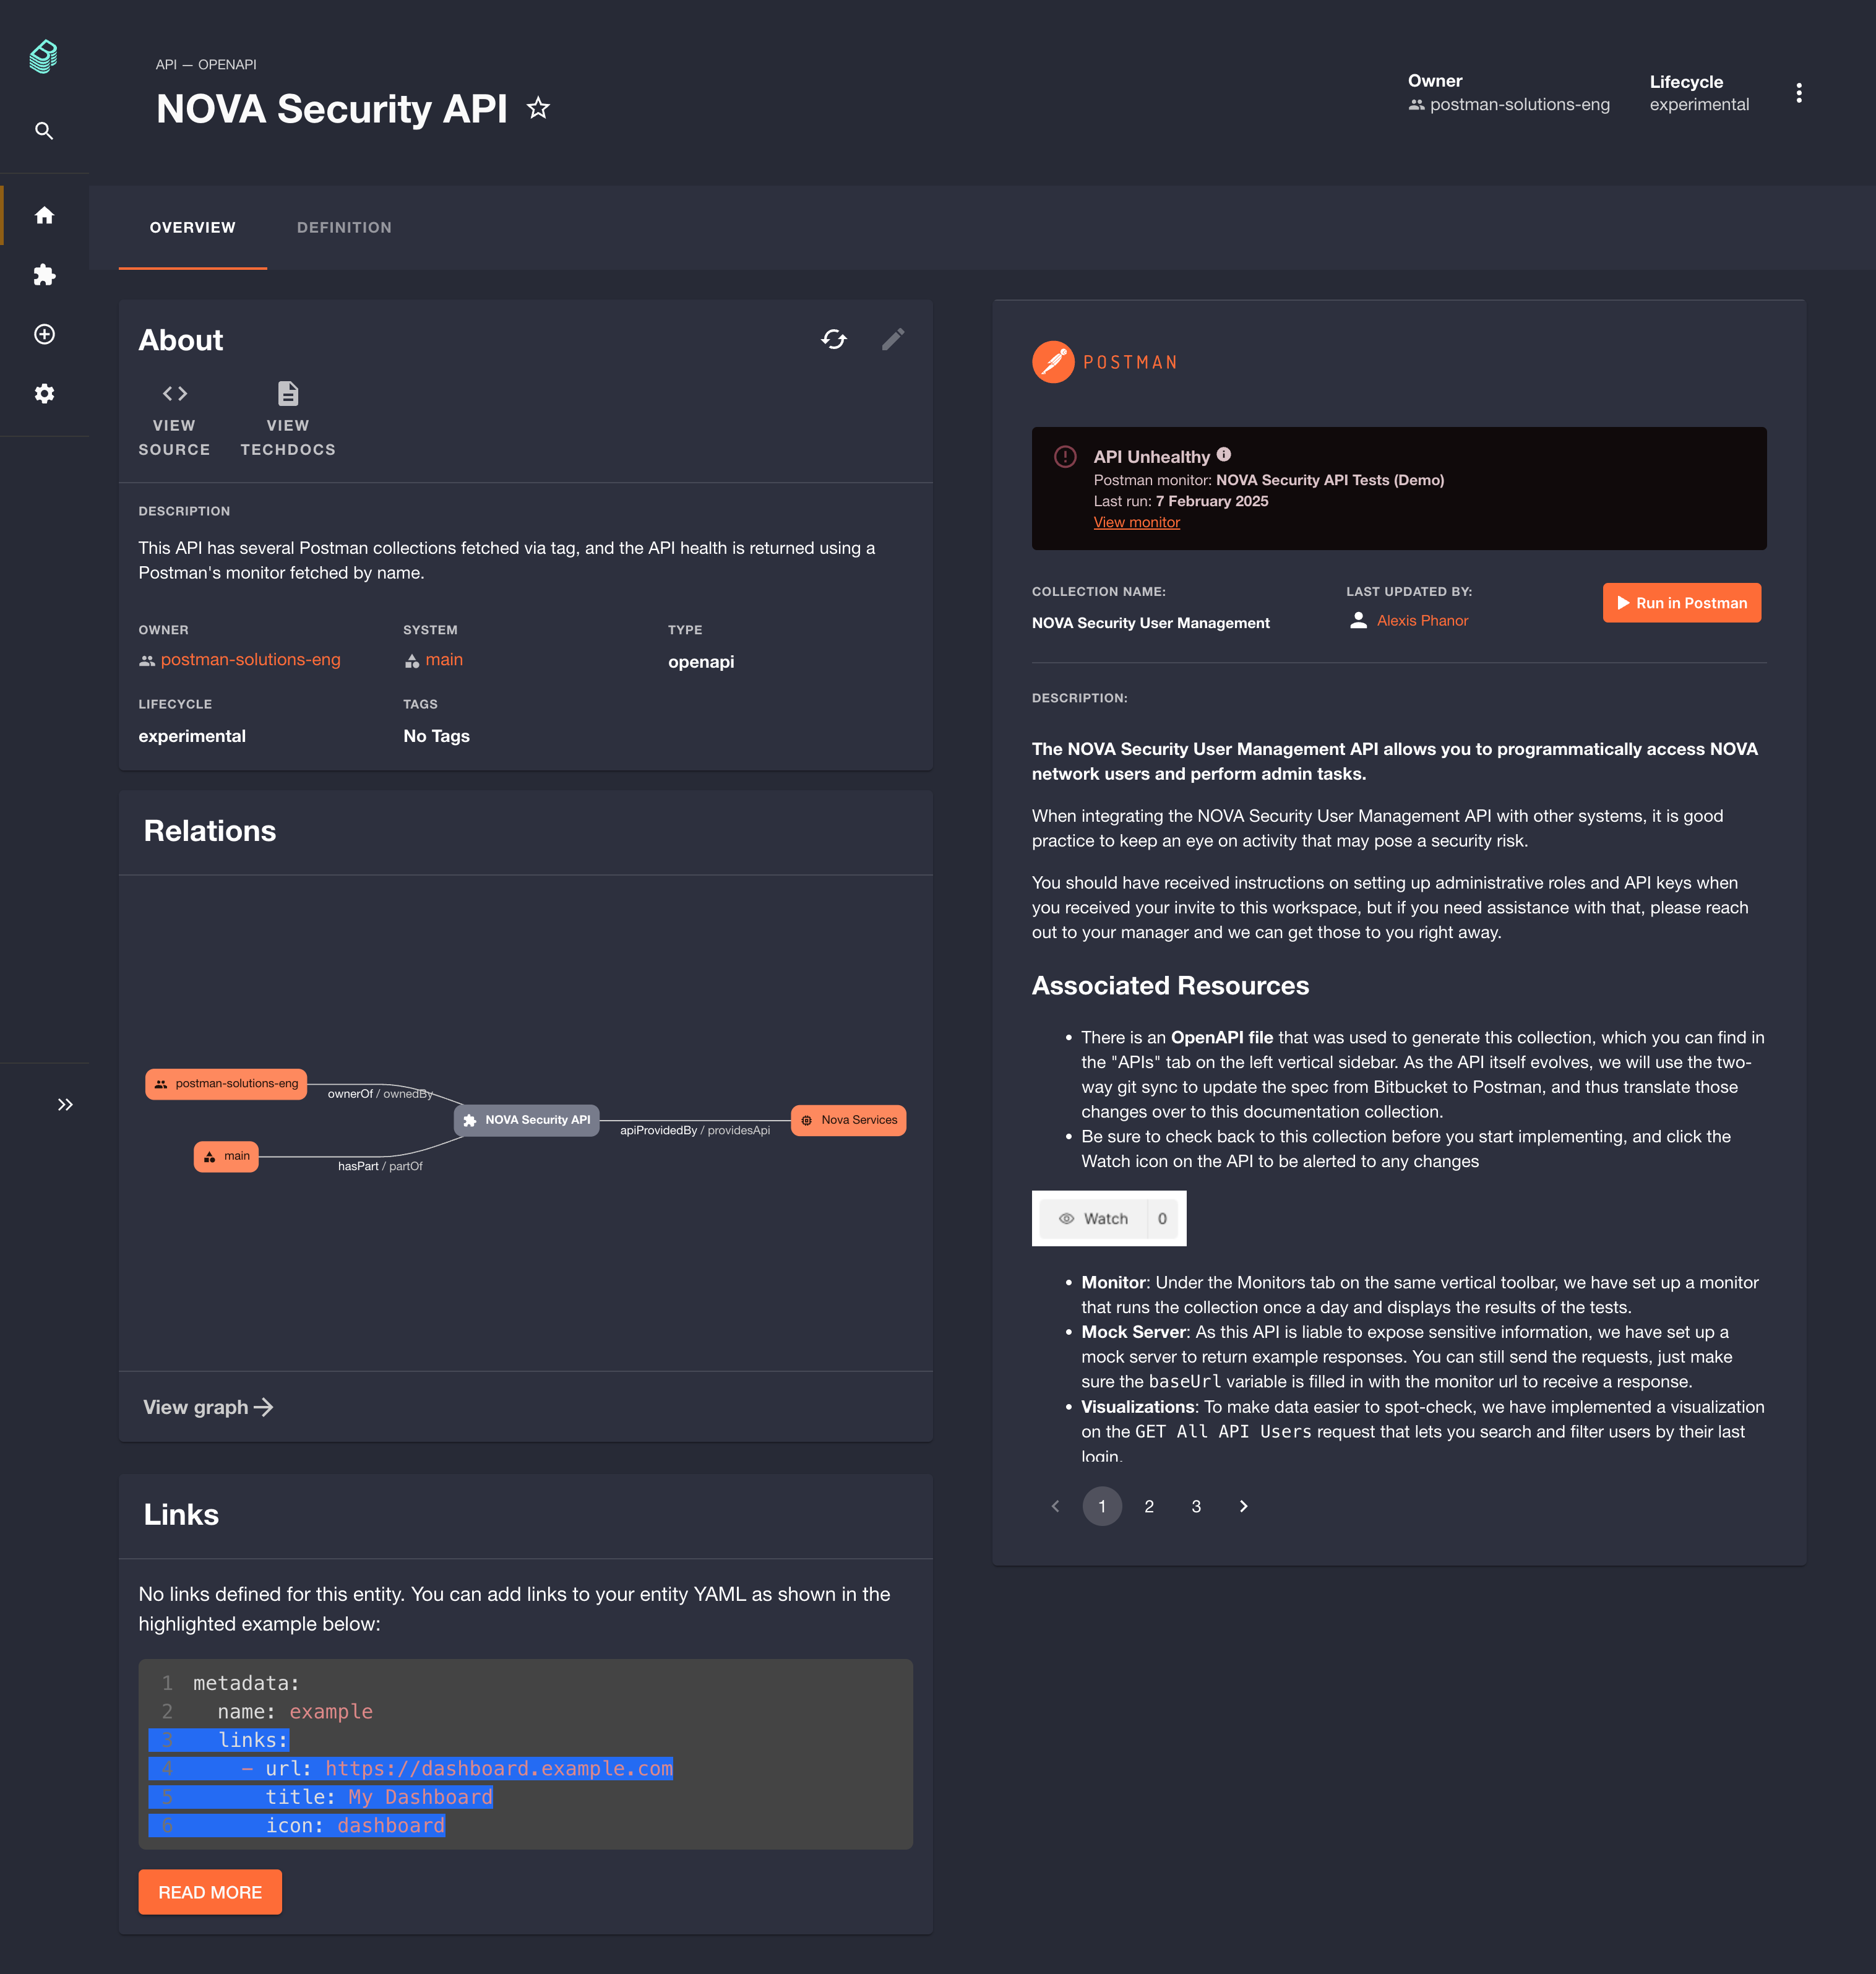 API — OPENAPI
NOVA Security API
Owner
postman-solutions-eng
Lifecycle
experimental
OVERVIEW
DEFINITION
About
VIEW
SOURCE
VIEW
TECHDOCS
DESCRIPTION
This API has several Postman collections fetched via tag, and the API health is returned using a
Postman's monitor fetched by name.
OWNER
postman-solutions-eng
SYSTEM
main
TYPE
openapi
LIFECYCLE
experimental
TAGS
No Tags
Relations
postman-solutions-eng
ownerOf / ownedBy
NOVA Security API
apiProvidedBy / providesApi
Nova Services
main
hasPart / partOf
View graph
Links
No links defined for this entity. You can add links to your entity YAML as shown in the
highlighted example below:
1 metadata:
2   name: example
3   links:
4     - url: https://dashboard.example.com
5       title: My Dashboard
6       icon: dashboard
READ MORE
POSTMAN
API Unhealthy
Postman monitor: NOVA Security API Tests (Demo)
Last run: 7 February 2025
View monitor
COLLECTION NAME:
NOVA Security User Management
LAST UPDATED BY:
Alexis Phanor
Run in Postman
DESCRIPTION:
The NOVA Security User Management API allows you to programmatically access NOVA
network users and perform admin tasks.
When integrating the NOVA Security User Management API with other systems, it is good
practice to keep an eye on activity that may pose a security risk.
You should have received instructions on setting up administrative roles and API keys when
you received your invite to this workspace, but if you need assistance with that, please reach
out to your manager and we can get those to you right away.
Associated Resources
• There is an OpenAPI file that was used to generate this collection, which you can find in
the "APIs" tab on the left vertical sidebar. As the API itself evolves, we will use the two-
way git sync to update the spec from Bitbucket to Postman, and thus translate those
changes over to this documentation collection.
• Be sure to check back to this collection before you start implementing, and click the
Watch icon on the API to be alerted to any changes
Watch 0
• Monitor: Under the Monitors tab on the same vertical toolbar, we have set up a monitor
that runs the collection once a day and displays the results of the tests.
• Mock Server: As this API is liable to expose sensitive information, we have set up a
mock server to return example responses. You can still send the requests, just make
sure the baseUrl variable is filled in with the monitor url to receive a response.
• Visualizations: To make data easier to spot-check, we have implemented a visualization
on the GET All API Users request that lets you search and filter users by their last
login.
1 2 3